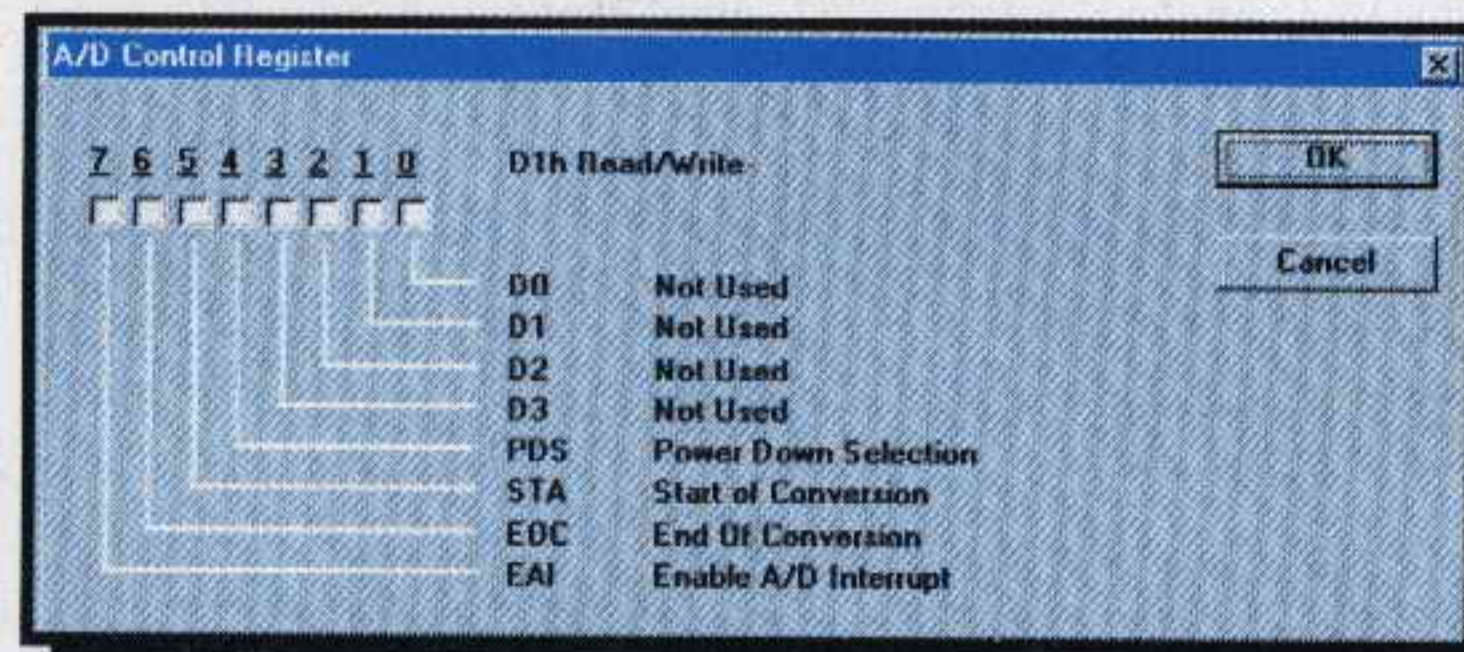 A/D Control Register
7 6 5 4 3 2 1 0 D1h Read/Write
OK
Cancel
D0 Not Used
D1 Not Used
D2 Not Used
D3 Not Used
PDS Power Down Selection
STA Start of Conversion
EOC End Of Conversion
EAI Enable A/D Interrupt